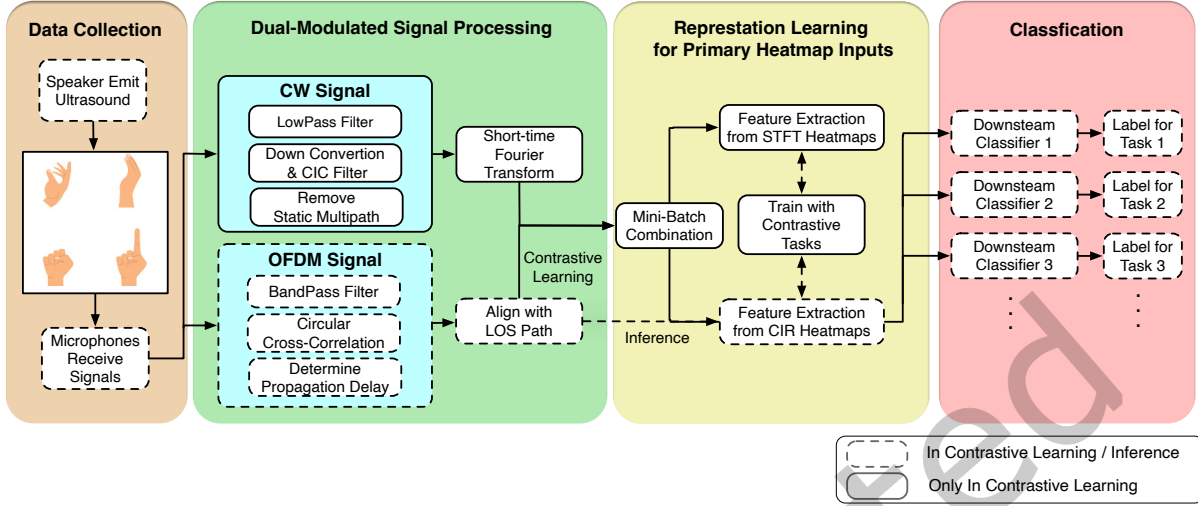 Data Collection
Speaker Emit
Ultrasound
Microphones
Receive
Signals
Dual-Modulated Signal Processing
CW Signal
LowPass Filter
Down Convertion
& CIC Filter
Remove
Static Multipath
OFDM Signal
BandPass Filter
Circular
Cross-Correlation
Determine
Propagation Delay
Short-time
Fourier
Transform
Contrastive
Learning
Align with
LOS Path
Inference
Represtation Learning
for Primary Heatmap Inputs
Mini-Batch
Combination
Feature Extraction
from STFT Heatmaps
Train with
Contrastive
Tasks
Feature Extraction
from CIR Heatmaps
Classfication
Downsteam
Classifier 1
Label for
Task 1
Downsteam
Classifier 2
Label for
Task 2
Downsteam
Classifier 3
Label for
Task 3
In Contrastive Learning / Inference
Only In Contrastive Learning
ted